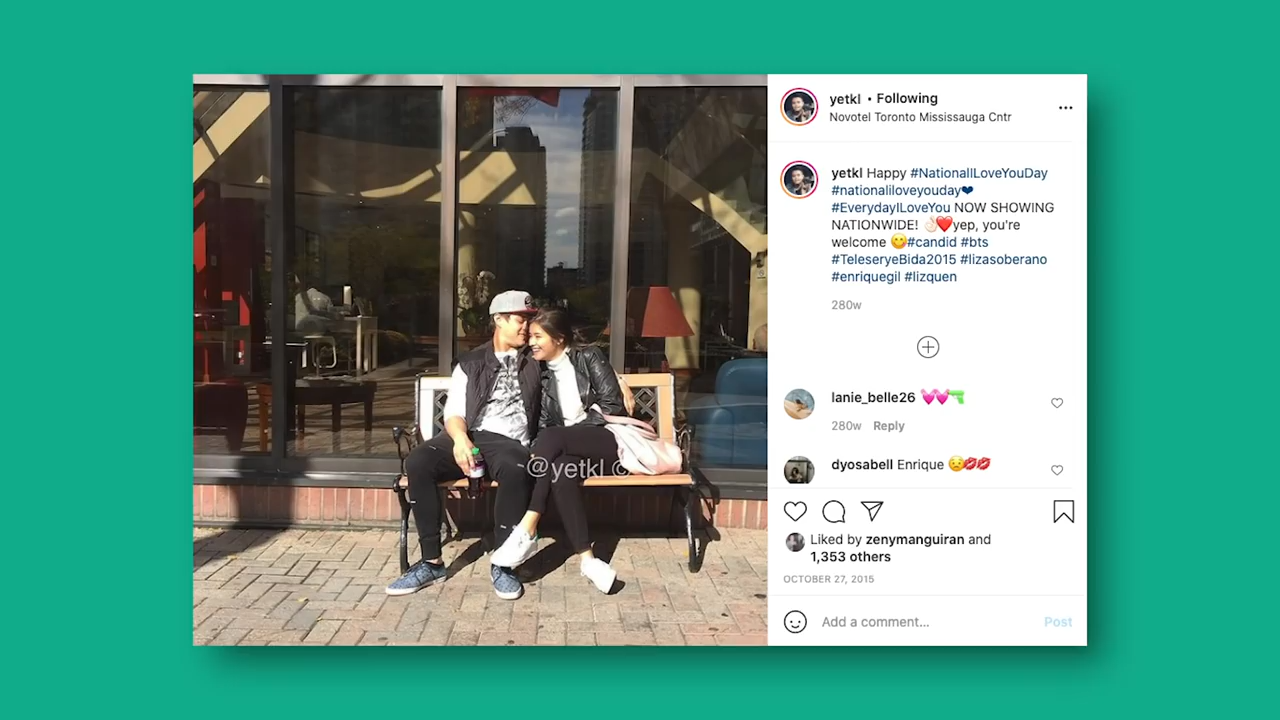 yetkl • Following
Novotel Toronto Mississauga Cntr
yetkl Happy #NationalILoveYouDay
#nationaliloveyouday❤
#EverydayILoveYou NOW SHOWING
NATIONWIDE! 👌🏻❤️yep, you're
welcome 😋#candid #bts
#TeleseryeBida2015 #lizasoberano
#enriquegil #lizquen
280w
lanie_belle26 💓💓🔫
280w Reply
dyosabell Enrique 😉💋💋
@yetkl ©
Liked by zenymanguiran and
1,353 others
OCTOBER 27, 2015
Add a comment... Post